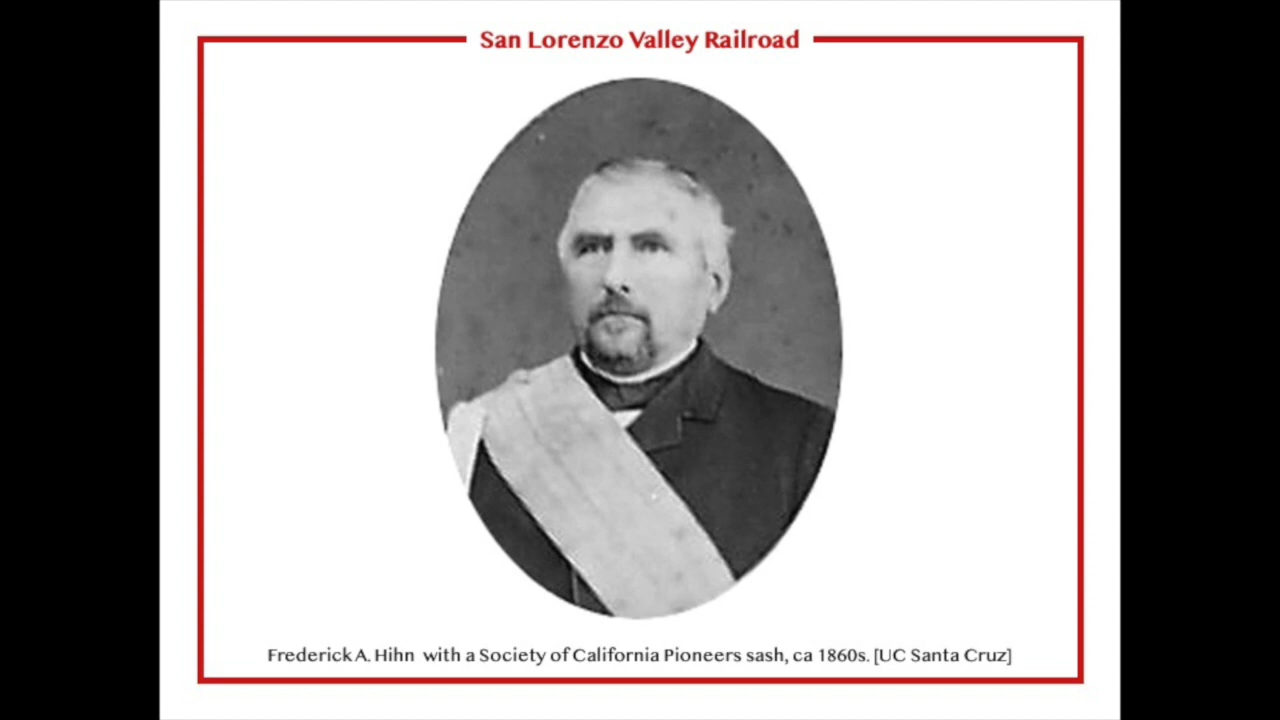 San Lorenzo Valley Railroad
Frederick A. Hihn with a Society of California Pioneers sash, ca 1860s. [UC Santa Cruz]